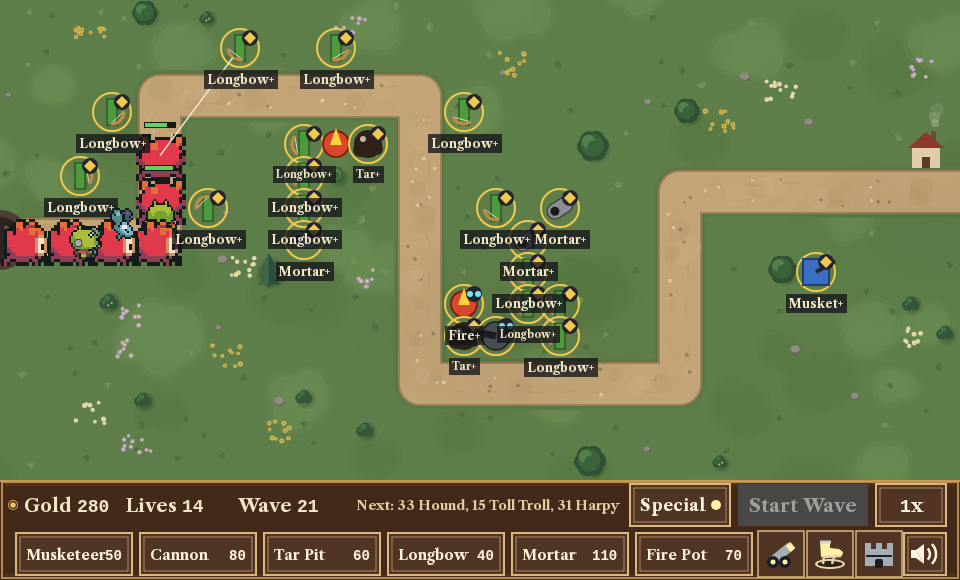 Longbow+ Longbow+
Longbow+ Longbow+
Longbow+ Tar+
Longbow+ Longbow+
Longbow+ Longbow+ Longbow+ Mortar+
Mortar+ Mortar+
Longbow+ Musket+
Fire+ Longbow+
Tar+ Longbow+
Gold 280 Lives 14 Wave 21 Next: 33 Hound, 15 Toll Troll, 31 Harpy Special Start Wave 1x
Musketeer 50 Cannon 80 Tar Pit 60 Longbow 40 Mortar 110 Fire Pot 70